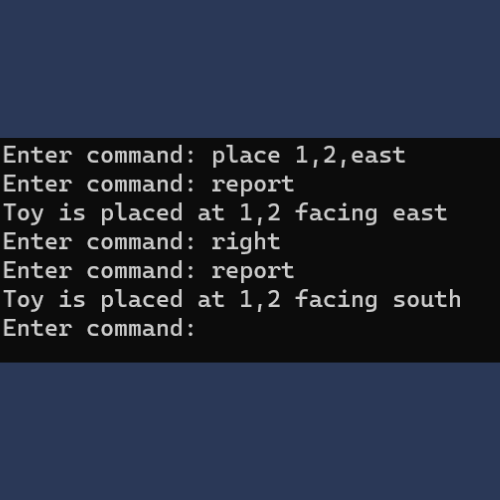 Enter command: place 1,2,east
Enter command: report
Toy is placed at 1,2 facing east
Enter command: right
Enter command: report
Toy is placed at 1,2 facing south
Enter command: